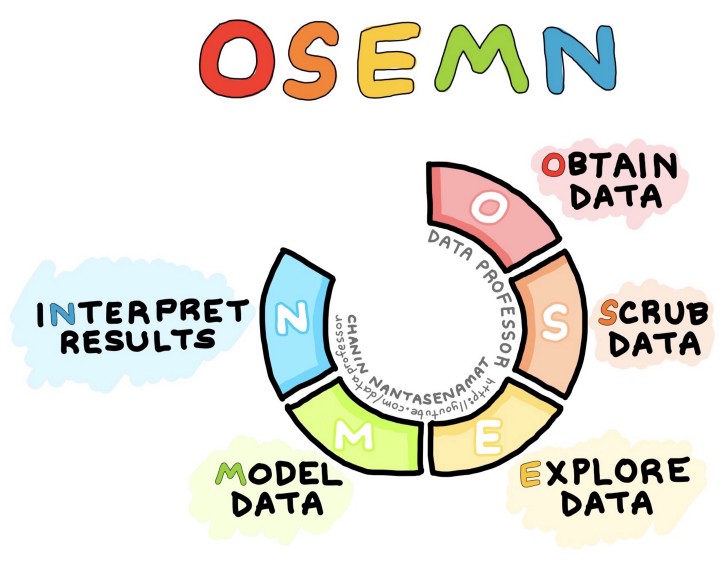 OSEMN
O
OBTAIN
DATA
S
SCRUB
DATA
E
EXPLORE
DATA
M
MODEL
DATA
N
INTERPRET
RESULTS
DATA PROFESSOR
CHANIN NANTASENAMAT
http://youtube.com/dataprofessor